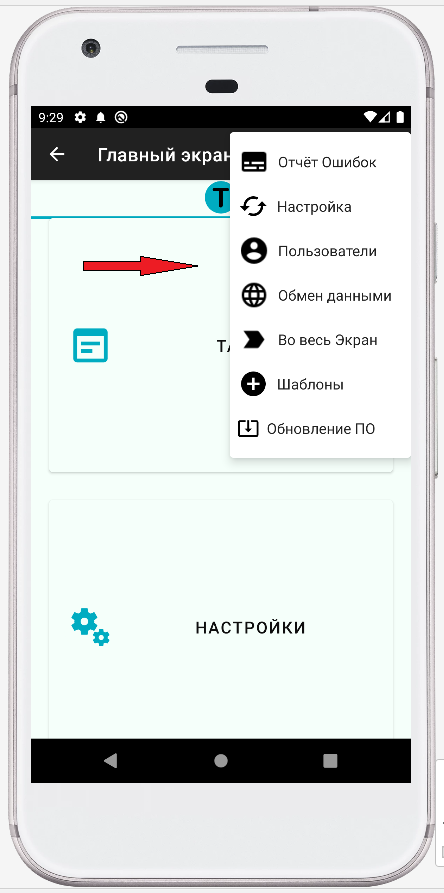 9:29
Главный экран
Отчёт Ошибок
Настройка
Пользователи
Обмен данными
Во весь Экран
Шаблоны
Обновление ПО
Т
НАСТРОЙКИ